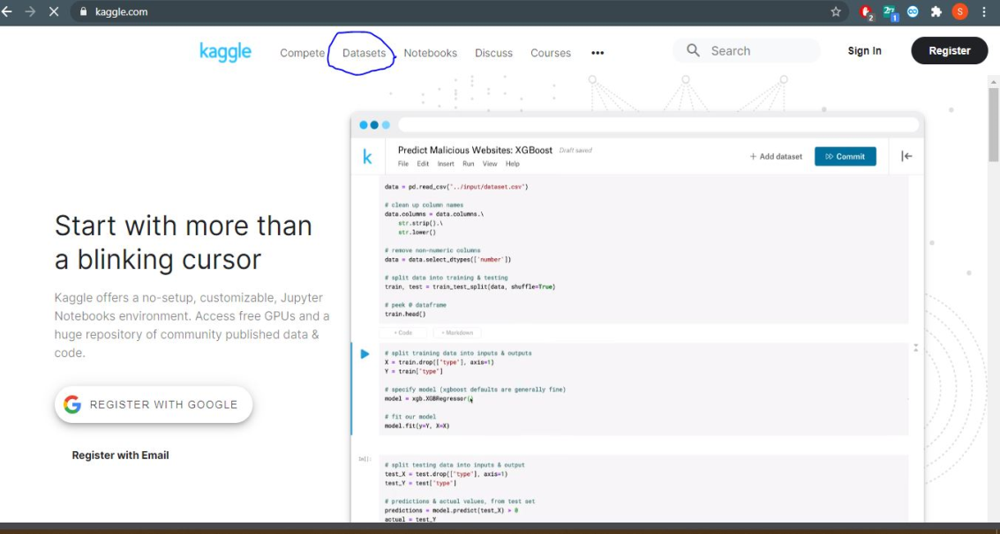 kaggle.com
2
1
S
kaggle
Compete Datasets Notebooks Discuss Courses ••• Search Sign In Register
Predict Malicious Websites: XGBoost Draft saved
File Edit Insert Run View Help
+ Add dataset Commit
data = pd.read_csv('../input/dataset.csv')
# clean up column names
data.columns = data.columns.\
str.strip().\
str.lower()
# remove non-numeric columns
data = data.select_dtypes(['number'])
# split data into training & testing
train, test = train_test_split(data, shuffle=True)
# peek @ dataframe
train.head()
Start with more than
a blinking cursor
Kaggle offers a no-setup, customizable, Jupyter
Notebooks environment. Access free GPUs and a
huge repository of community published data &
code.
REGISTER WITH GOOGLE
Register with Email
+ Code + Markdown
# split training data into inputs & outputs
X = train.drop(["type"], axis=1)
Y = train["type"]
# specify model (xgboost defaults are generally fine)
model = xgb.XGBRegressor()
# fit our model
model.fit(y=Y, X=X)
# split testing data into inputs & output
test_X = test.drop(["type"], axis=1)
test_Y = test["type"]
# predictions & actual values, from test set
predictions = model.predict(test_X) > 0
actual = test_Y